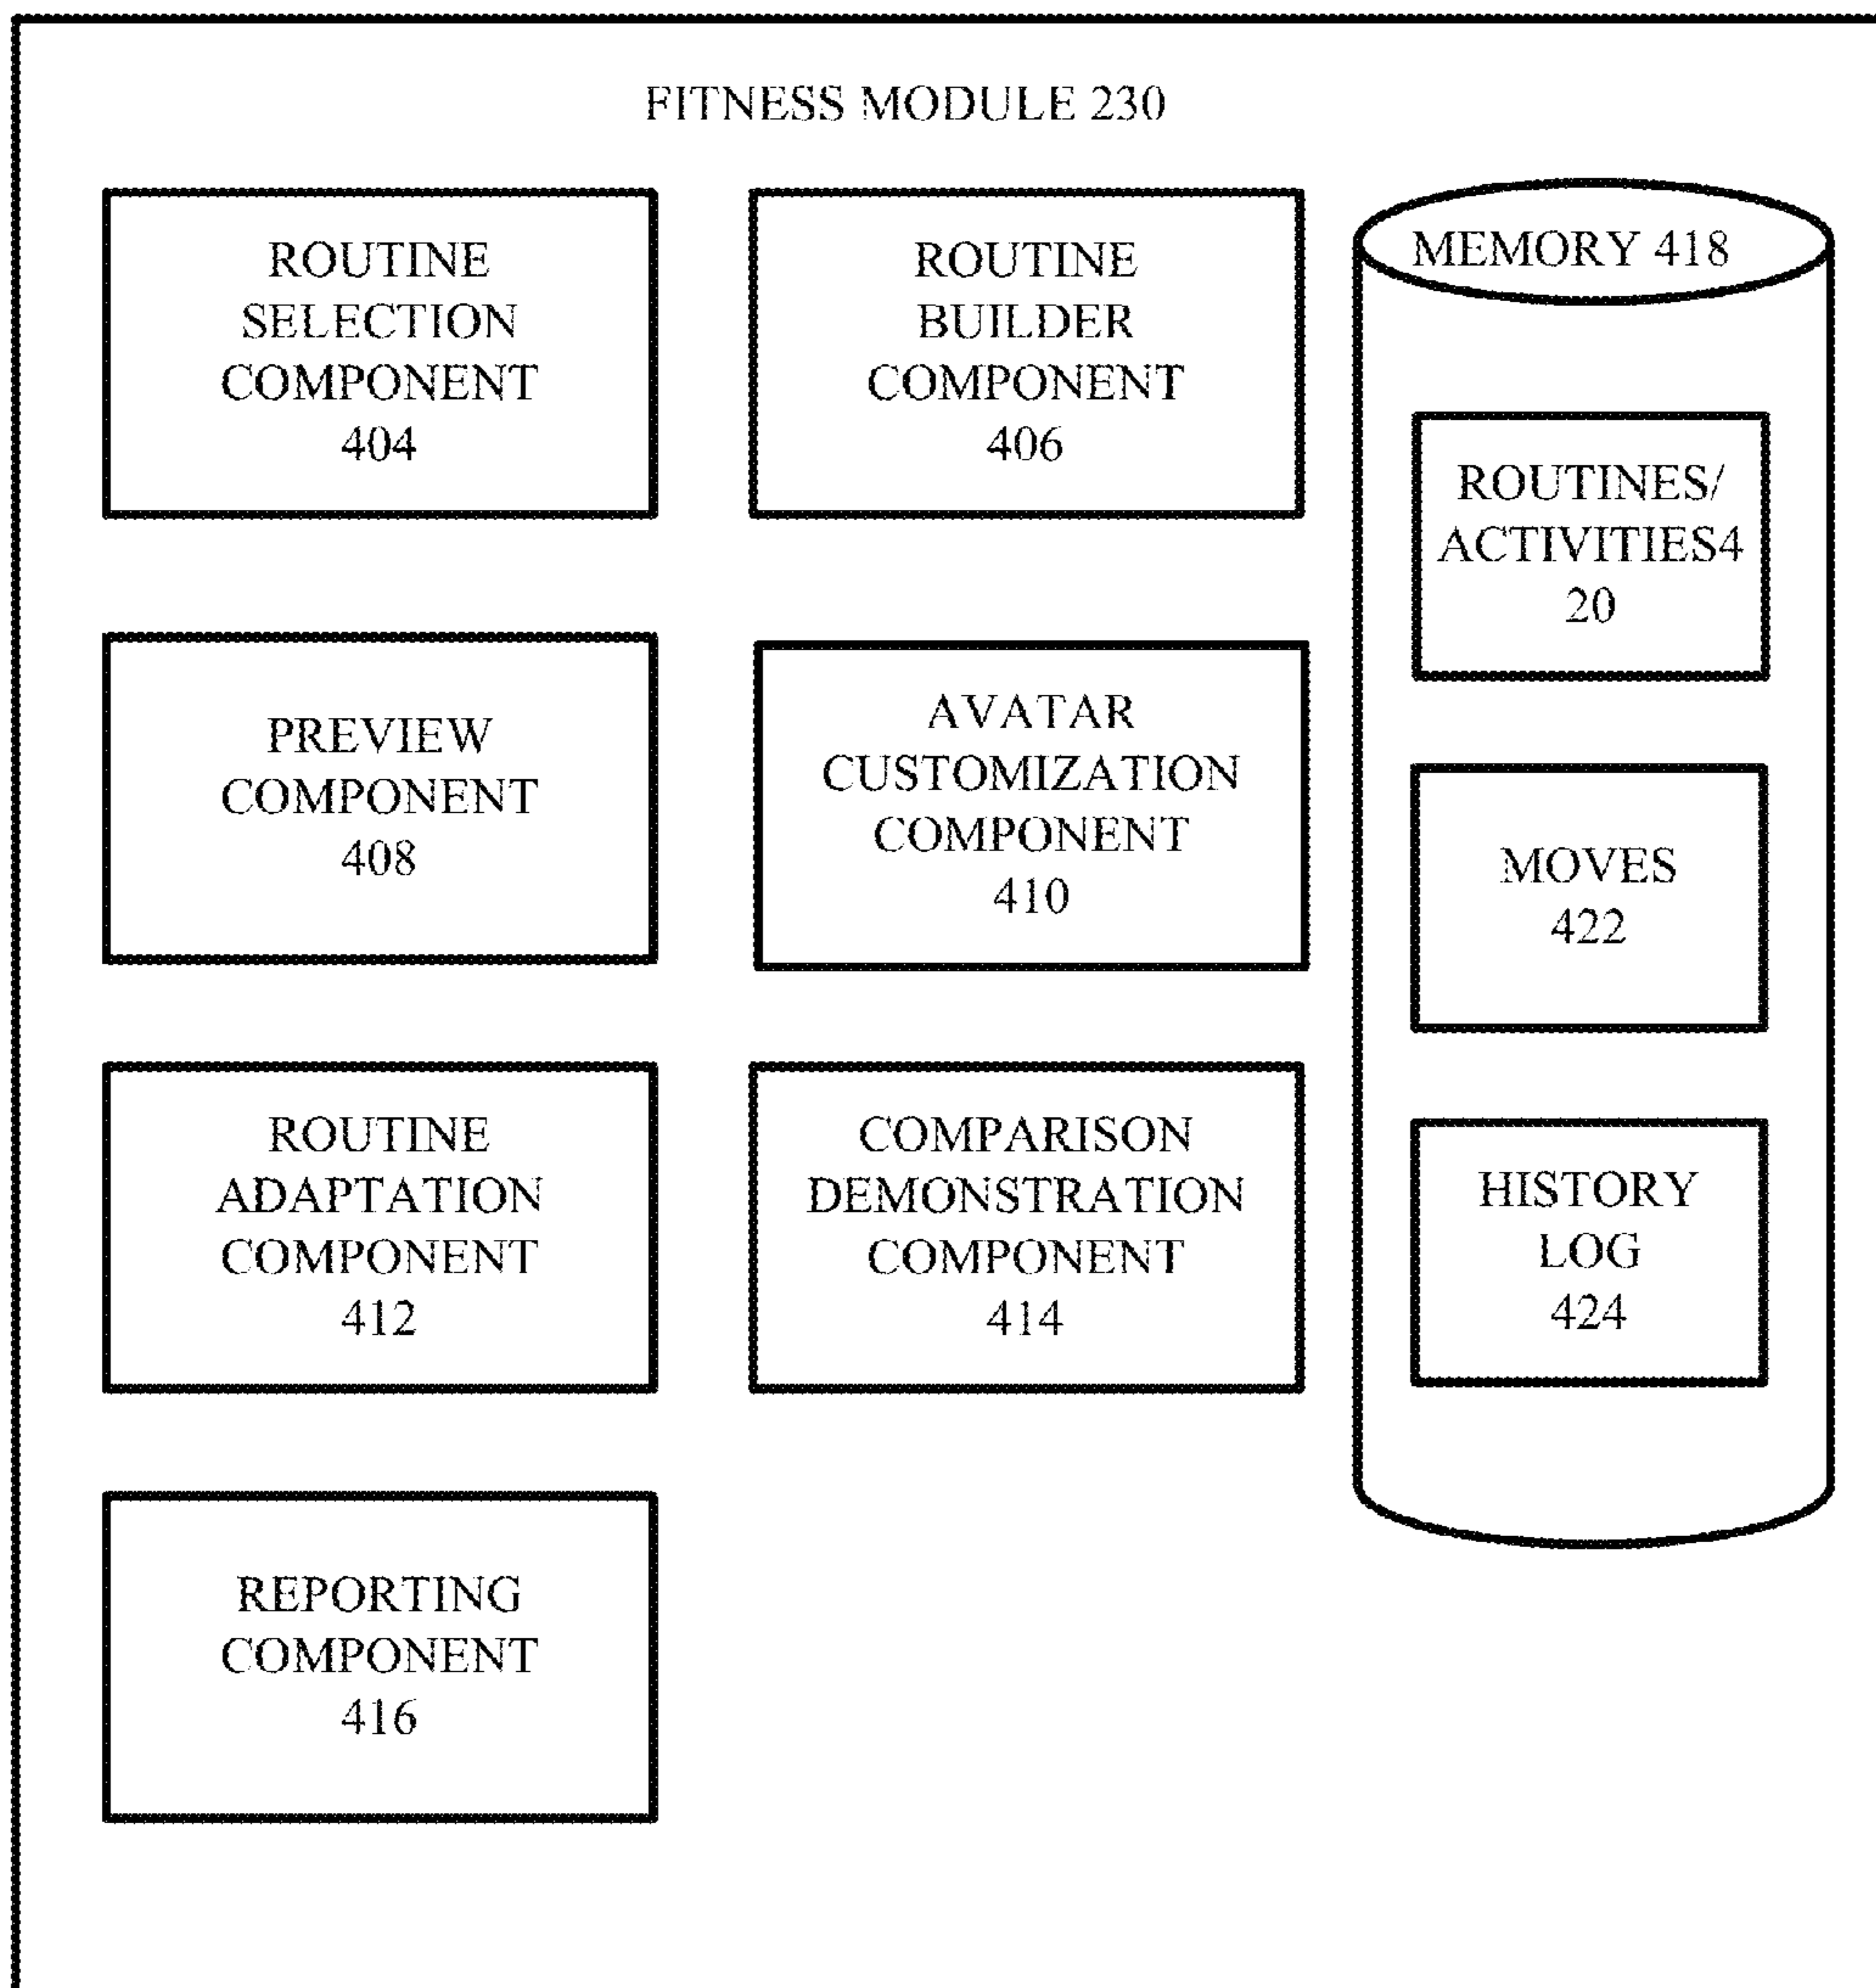 FITNESS MODULE 230
ROUTINE
SELECTION
COMPONENT
404
ROUTINE
BUILDER
COMPONENT
406
MEMORY 418
ROUTINES/
ACTIVITIES4
20
PREVIEW
COMPONENT
408
AVATAR
CUSTOMIZATION
COMPONENT
410
MOVES
422
ROUTINE
ADAPTATION
COMPONENT
412
COMPARISON
DEMONSTRATION
COMPONENT
414
HISTORY
LOG
424
REPORTING
COMPONENT
416